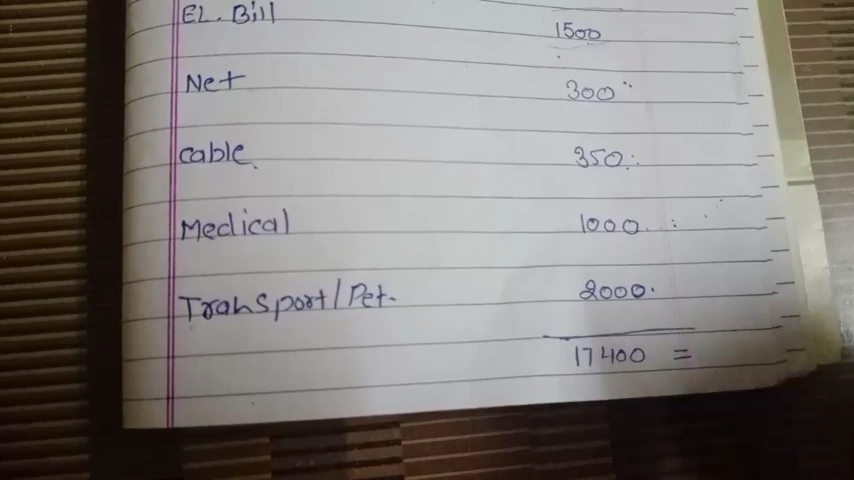 EL. Bill 1500
Net 300
cable 350
Medical 1000
Transport/Pet. 2000
17400 =